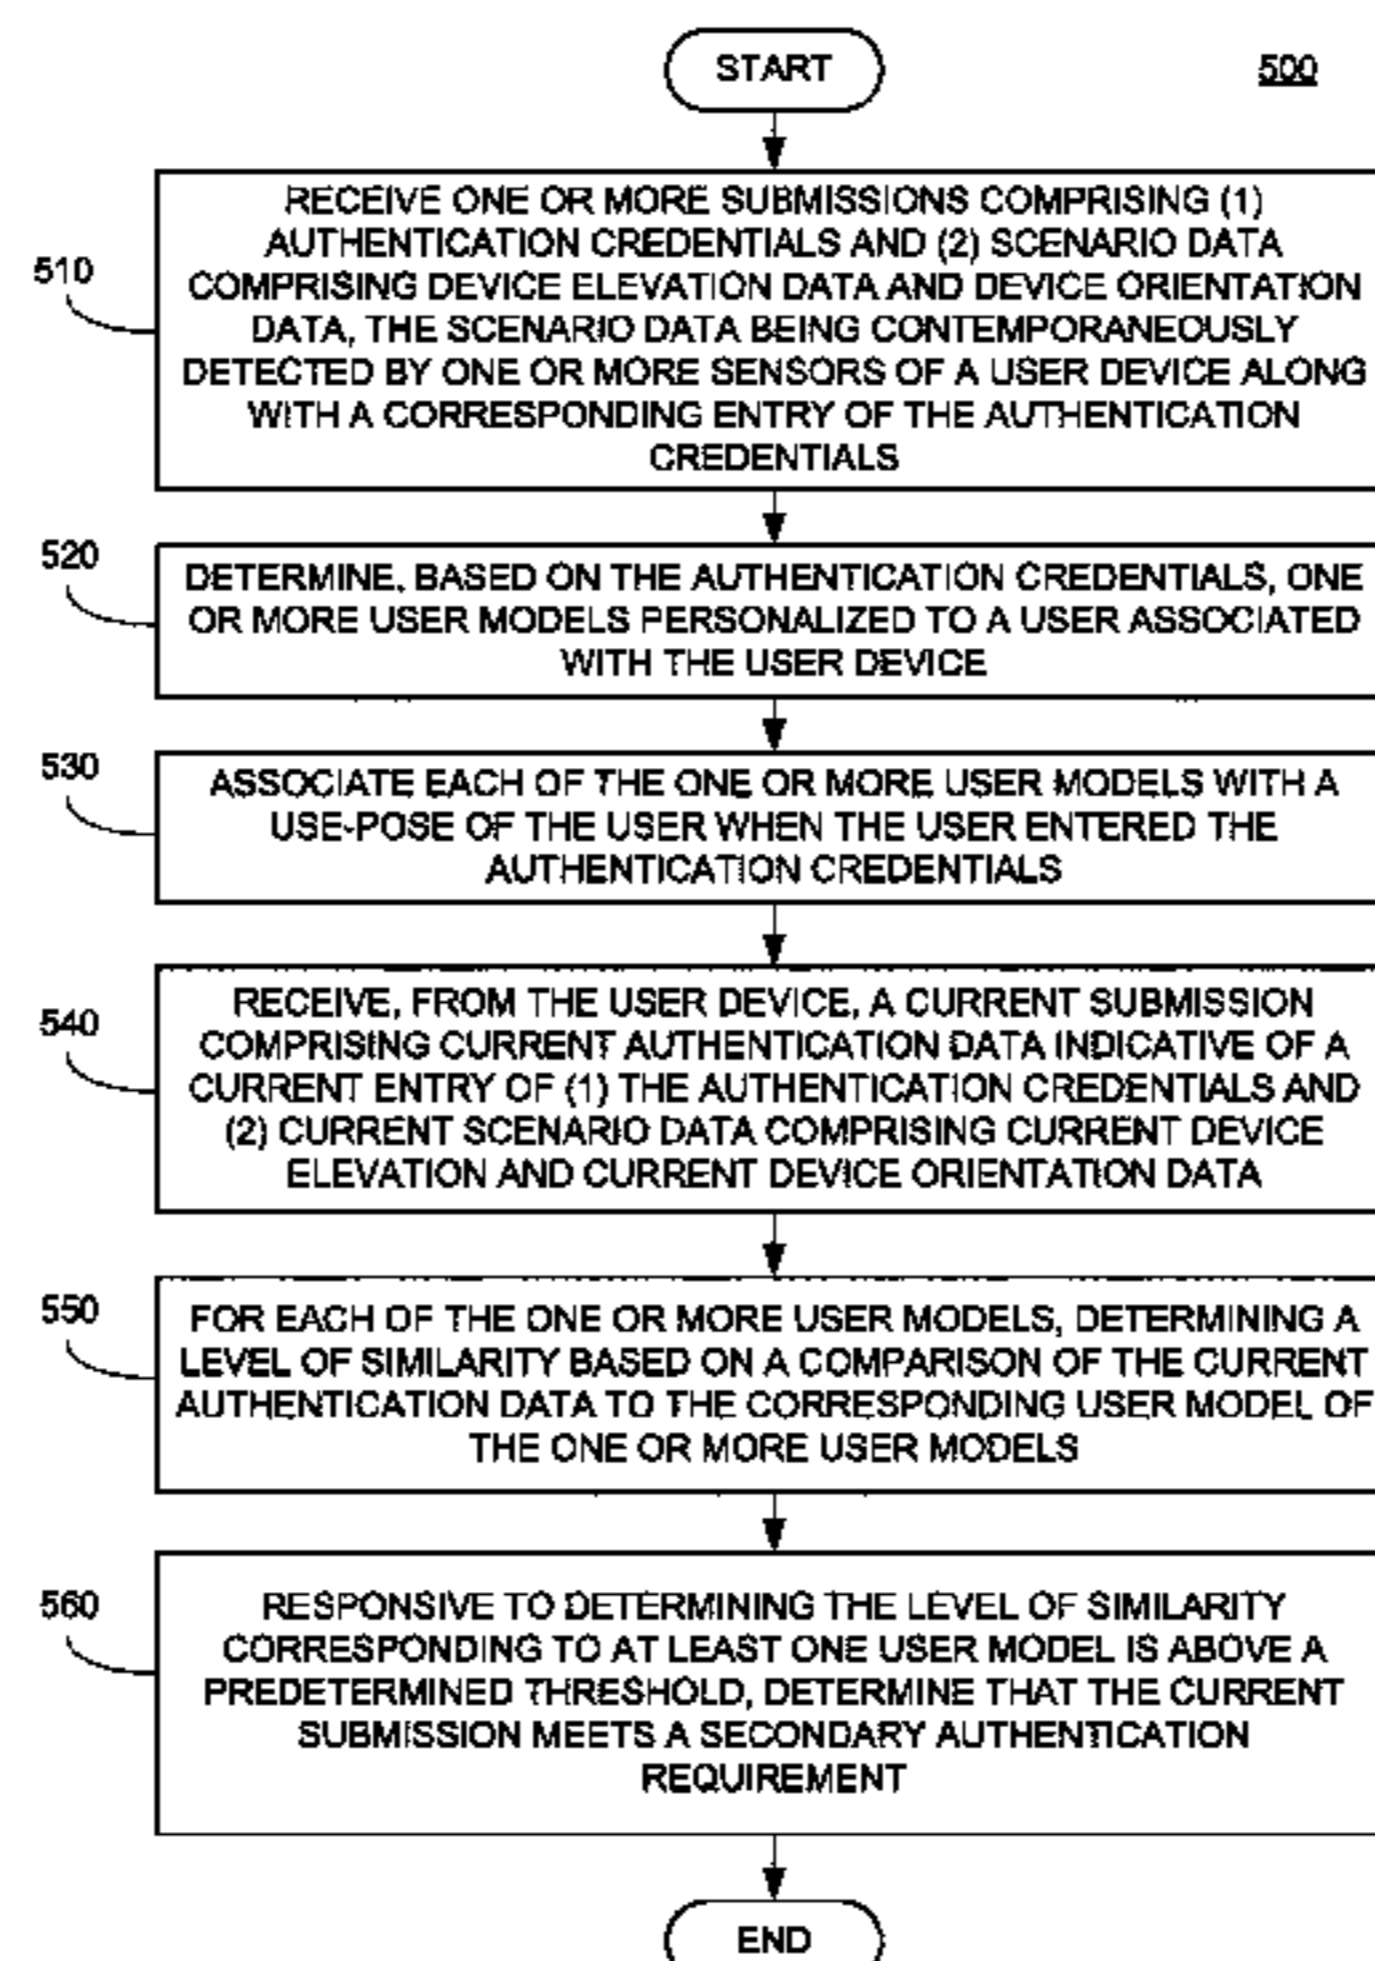 START
500
510
RECEIVE ONE OR MORE SUBMISSIONS COMPRISING (1)
AUTHENTICATION CREDENTIALS AND (2) SCENARIO DATA
COMPRISING DEVICE ELEVATION DATA AND DEVICE ORIENTATION
DATA, THE SCENARIO DATA BEING CONTEMPORANEOUSLY
DETECTED BY ONE OR MORE SENSORS OF A USER DEVICE ALONG
WITH A CORRESPONDING ENTRY OF THE AUTHENTICATION
CREDENTIALS
520
DETERMINE, BASED ON THE AUTHENTICATION CREDENTIALS, ONE
OR MORE USER MODELS PERSONALIZED TO A USER ASSOCIATED
WITH THE USER DEVICE
530
ASSOCIATE EACH OF THE ONE OR MORE USER MODELS WITH A
USE-POSE OF THE USER WHEN THE USER ENTERED THE
AUTHENTICATION CREDENTIALS
540
RECEIVE, FROM THE USER DEVICE, A CURRENT SUBMISSION
COMPRISING CURRENT AUTHENTICATION DATA INDICATIVE OF A
CURRENT ENTRY OF (1) THE AUTHENTICATION CREDENTIALS AND
(2) CURRENT SCENARIO DATA COMPRISING CURRENT DEVICE
ELEVATION AND CURRENT DEVICE ORIENTATION DATA
550
FOR EACH OF THE ONE OR MORE USER MODELS, DETERMINING A
LEVEL OF SIMILARITY BASED ON A COMPARISON OF THE CURRENT
AUTHENTICATION DATA TO THE CORRESPONDING USER MODEL OF
THE ONE OR MORE USER MODELS
560
RESPONSIVE TO DETERMINING THE LEVEL OF SIMILARITY
CORRESPONDING TO AT LEAST ONE USER MODEL IS ABOVE A
PREDETERMINED THRESHOLD, DETERMINE THAT THE CURRENT
SUBMISSION MEETS A SECONDARY AUTHENTICATION
REQUIREMENT
END